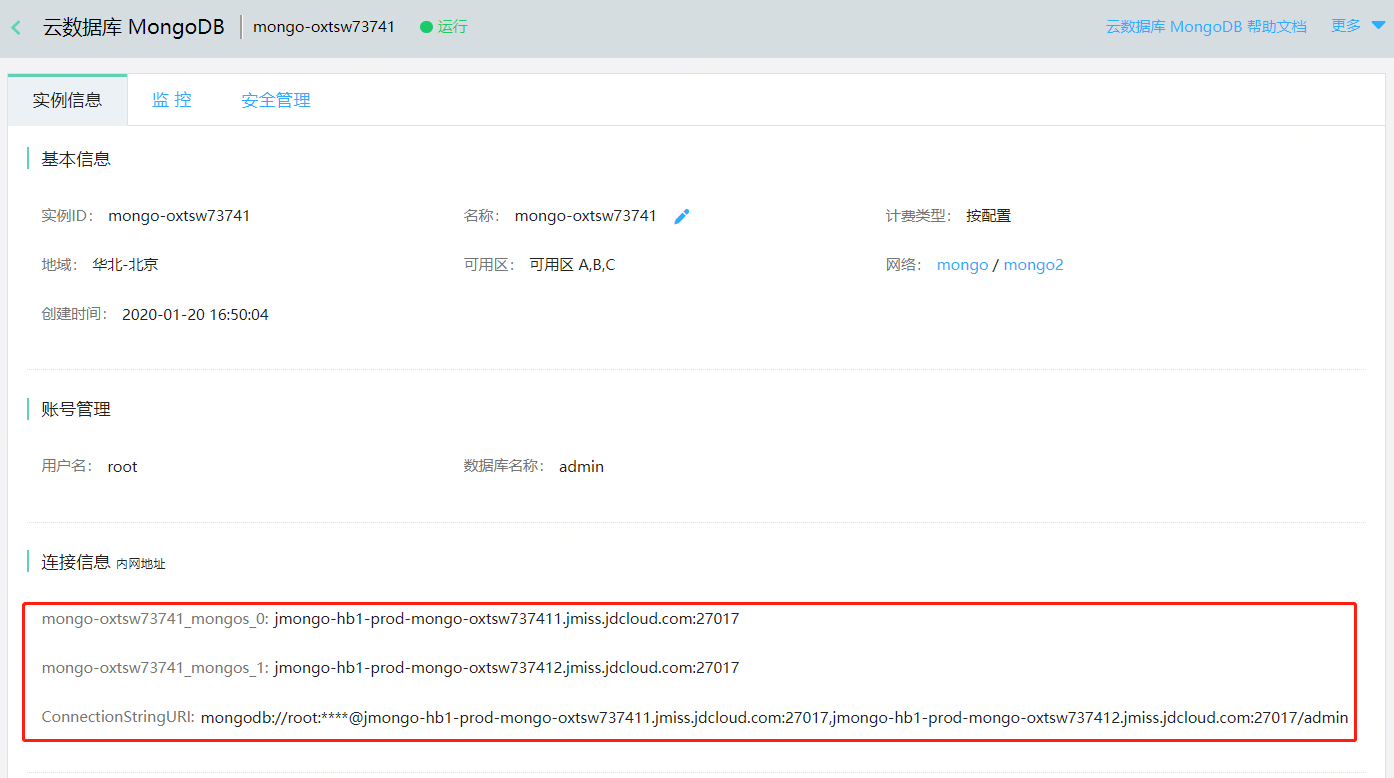 云数据库 MongoDB mongo-oxtsw73741 运行 云数据库 MongoDB 帮助文档 更多
实例信息 监 控 安全管理
基本信息
实例ID： mongo-oxtsw73741 名称： mongo-oxtsw73741 计费类型： 按配置
地域： 华北-北京 可用区： 可用区 A,B,C 网络： mongo / mongo2
创建时间： 2020-01-20 16:50:04
账号管理
用户名： root 数据库名称： admin
连接信息 内网地址
mongo-oxtsw73741_mongos_0: jmongo-hb1-prod-mongo-oxtsw737411.jmiss.jdcloud.com:27017
mongo-oxtsw73741_mongos_1: jmongo-hb1-prod-mongo-oxtsw737412.jmiss.jdcloud.com:27017
ConnectionStringURI: mongodb://root:****@jmongo-hb1-prod-mongo-oxtsw737411.jmiss.jdcloud.com:27017,jmongo-hb1-prod-mongo-oxtsw737412.jmiss.jdcloud.com:27017/admin